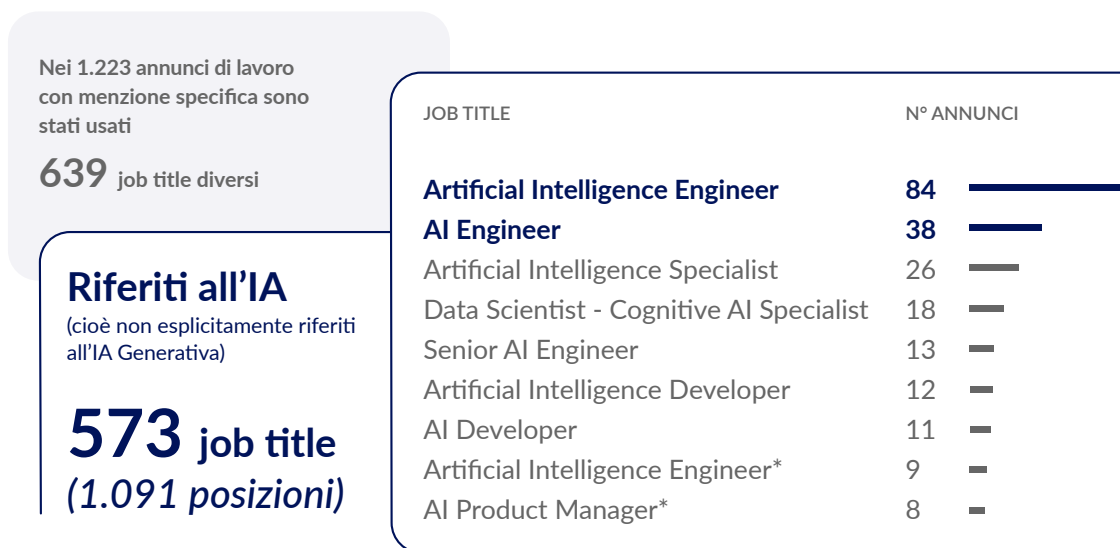 Nei 1.223 annunci di lavoro
con menzione specifica sono
stati usati
639 job title diversi
Riferiti all’IA
(cioè non esplicitamente riferiti
all’IA Generativa)
573 job title
(1.091 posizioni)
JOB TITLE N° ANNUNCI
Artificial Intelligence Engineer 84
AI Engineer 38
Artificial Intelligence Specialist 26
Data Scientist - Cognitive AI Specialist 18
Senior AI Engineer 13
Artificial Intelligence Developer 12
AI Developer 11
Artificial Intelligence Engineer* 9
AI Product Manager* 8